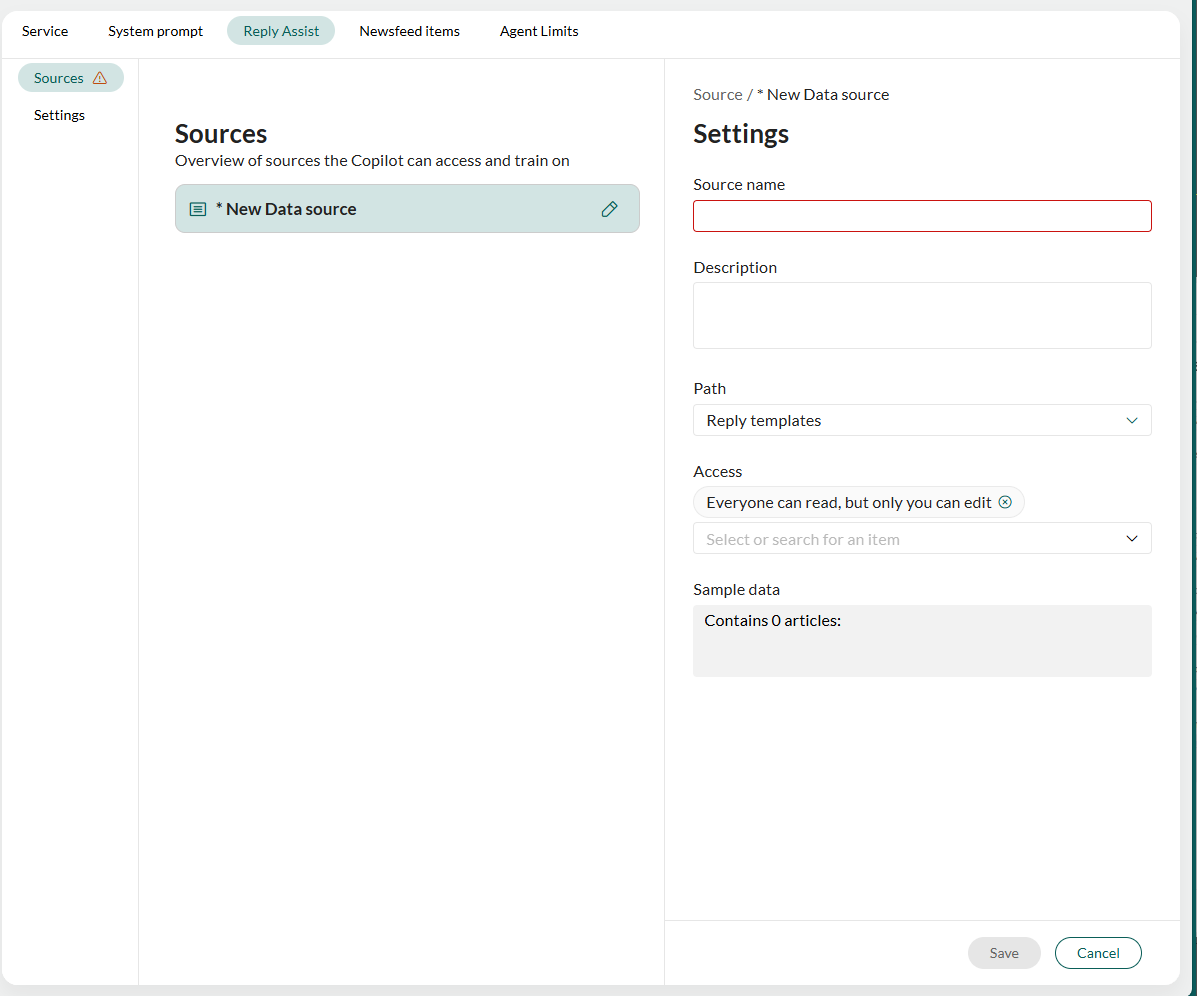 Service
System prompt
Reply Assist
Newsfeed items
Agent Limits
Sources
Settings
Sources
Overview of sources the Copilot can access and train on
* New Data source
Source / * New Data source
Settings
Source name
Description
Path
Reply templates
Access
Everyone can read, but only you can edit
Select or search for an item
Sample data
Contains 0 articles:
Save
Cancel